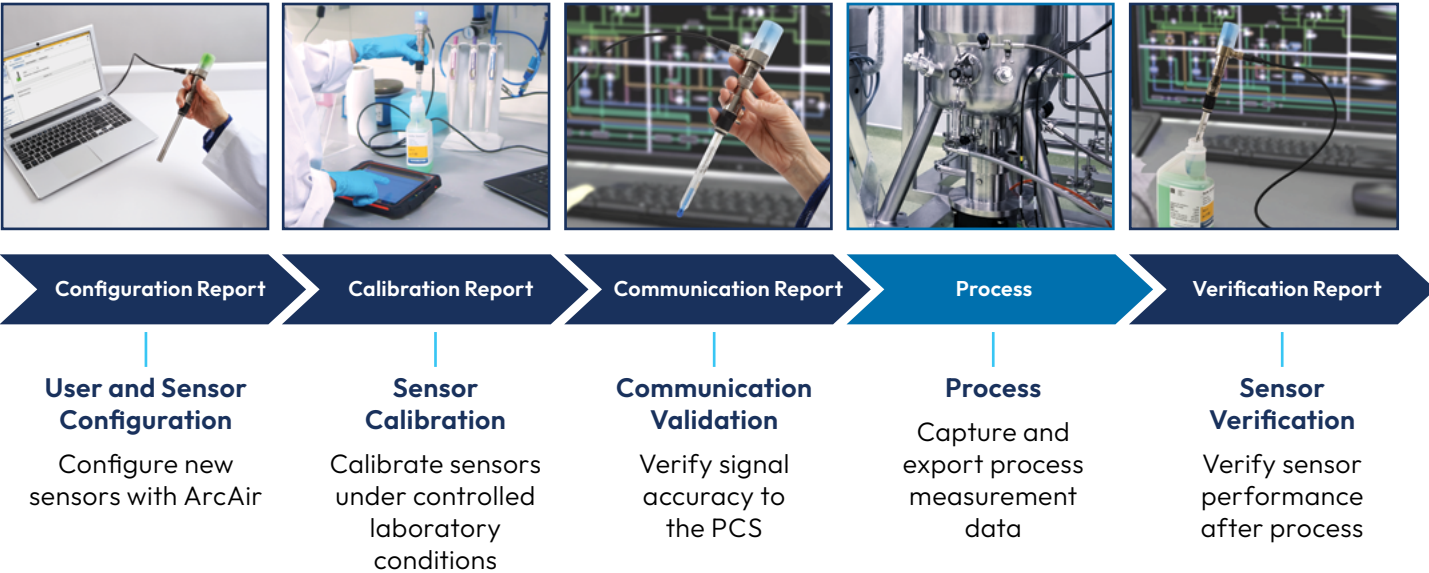 Configuration Report
Calibration Report
Communication Report
Process
Verification Report
User and Sensor
Configuration
Configure new
sensors with ArcAir
Sensor
Calibration
Calibrate sensors
under controlled
laboratory
conditions
Communication
Validation
Verify signal
accuracy to
the PCS
Process
Capture and
export process
measurement
data
Sensor
Verification
Verify sensor
performance
after process